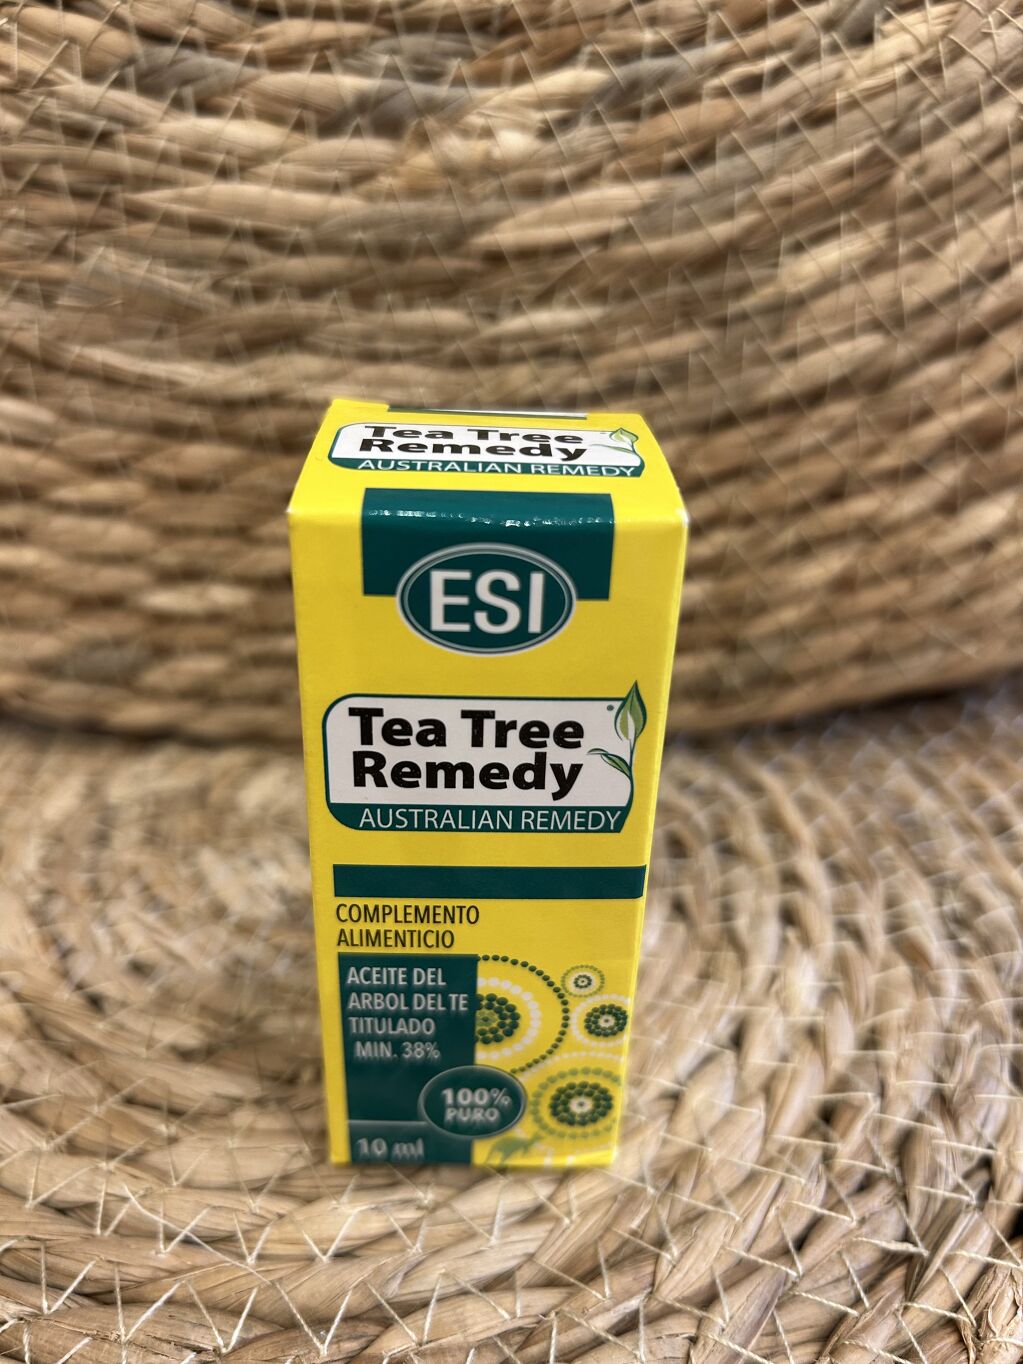 Tea Tree
Remedy
AUSTRALIAN REMEDY
ESI
Tea Tree
Remedy
AUSTRALIAN REMEDY
COMPLEMENTO
ALIMENTICIO
ACEITE DEL
ARBOL DEL TE
TITULADO
MIN. 38%
100%
PURO
10 ml